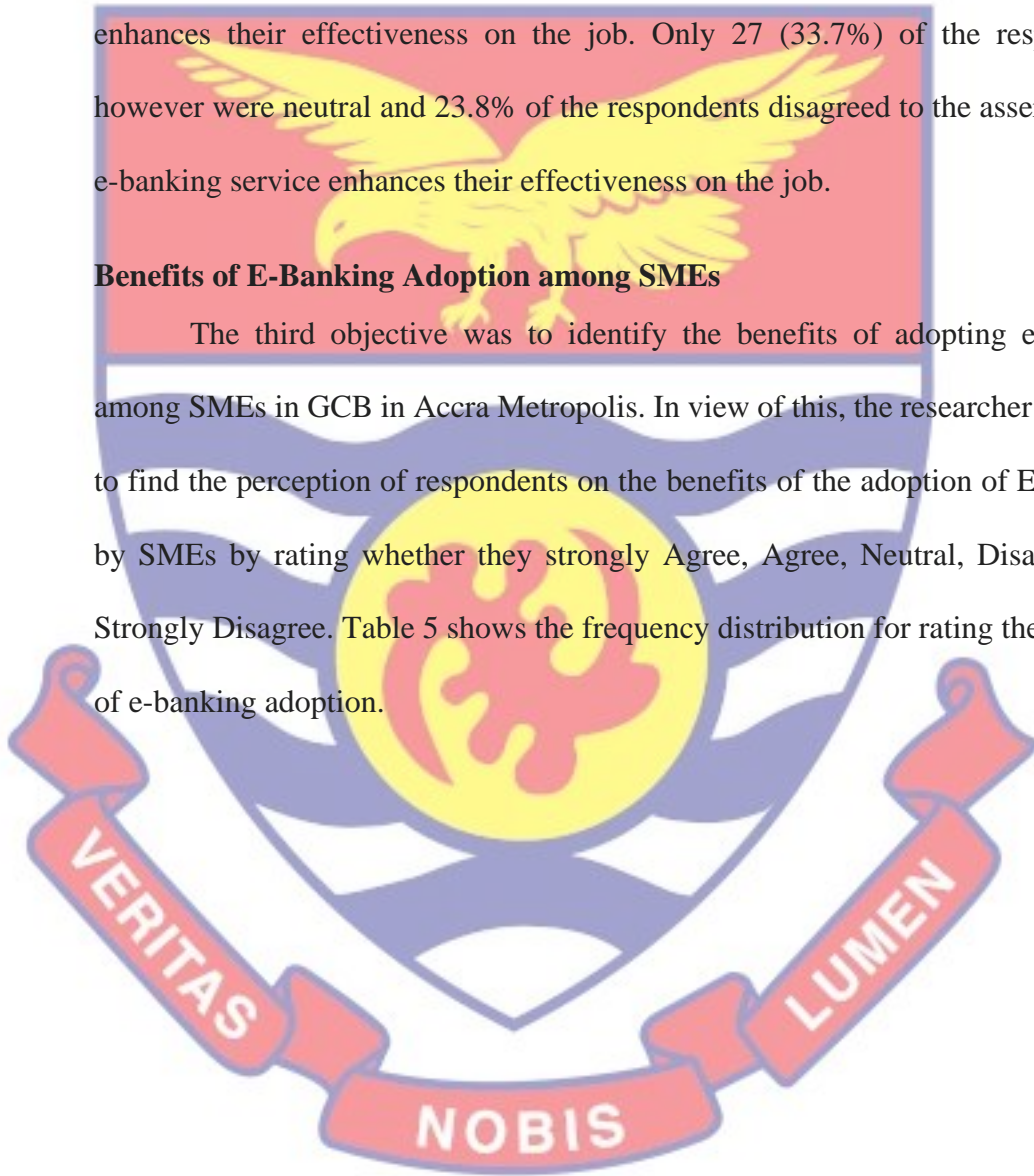 enhances their effectiveness on the job. Only 27 (33.7%) of the res
however were neutral and 23.8% of the respondents disagreed to the asse
e-banking service enhances their effectiveness on the job.
Benefits of E-Banking Adoption among SMEs
The third objective was to identify the benefits of adopting e
among SMEs in GCB in Accra Metropolis. In view of this, the researcher
to find the perception of respondents on the benefits of the adoption of E
by SMEs by rating whether they strongly Agree, Agree, Neutral, Disa
Strongly Disagree. Table 5 shows the frequency distribution for rating the
of e-banking adoption.
VERITAS
NOBIS
LUMEN